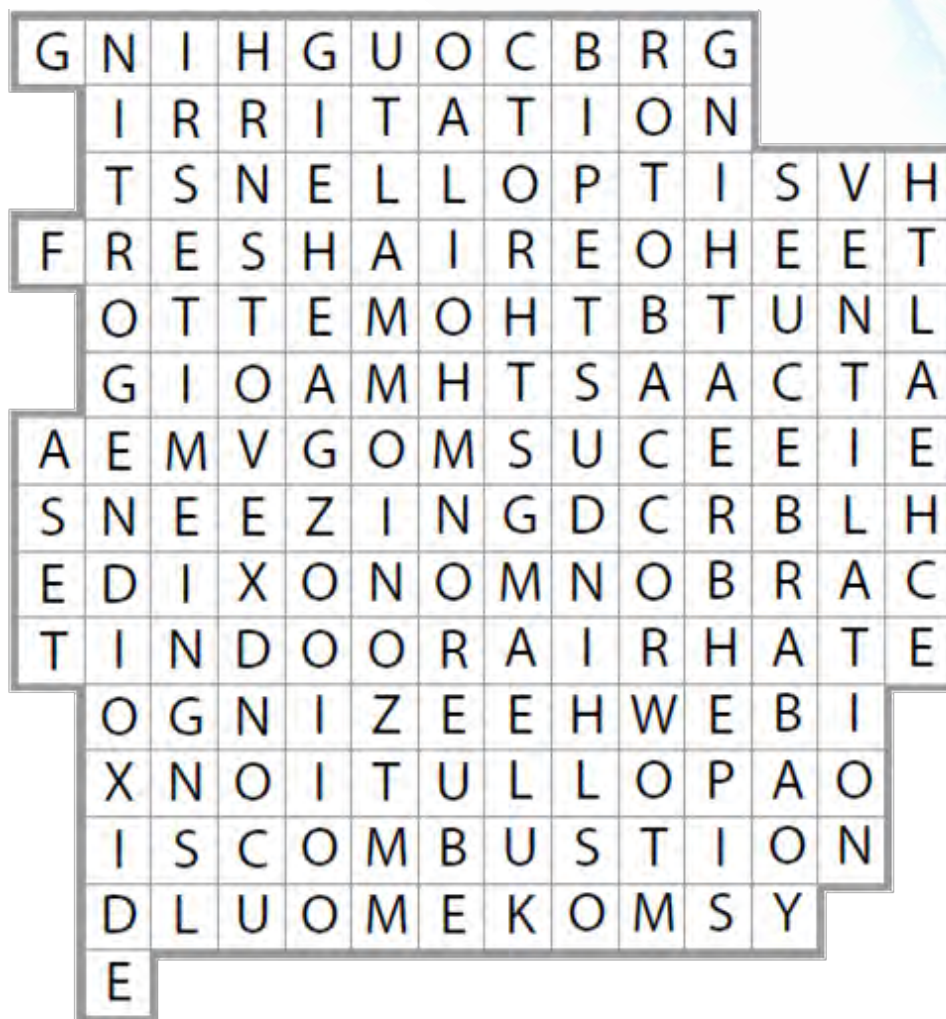 G N I H G U O C B R G
I R R I T A T I O N
T S N E L L O P T I S V H
F R E S H A I R E O H E E T
O T T E M O H T B T U N L
G I O A M H T S A A C T A
A E M V G O M S U C E E I E
S N E E Z I N G D C R B L H
E D I X O N O M N O B R A C
T I N D O O R A I R H A T E
O G N I Z E E H W E B I
X N O I T U L L O P A O
I S C O M B U S T I O N
D L U O M E K O M S Y
E